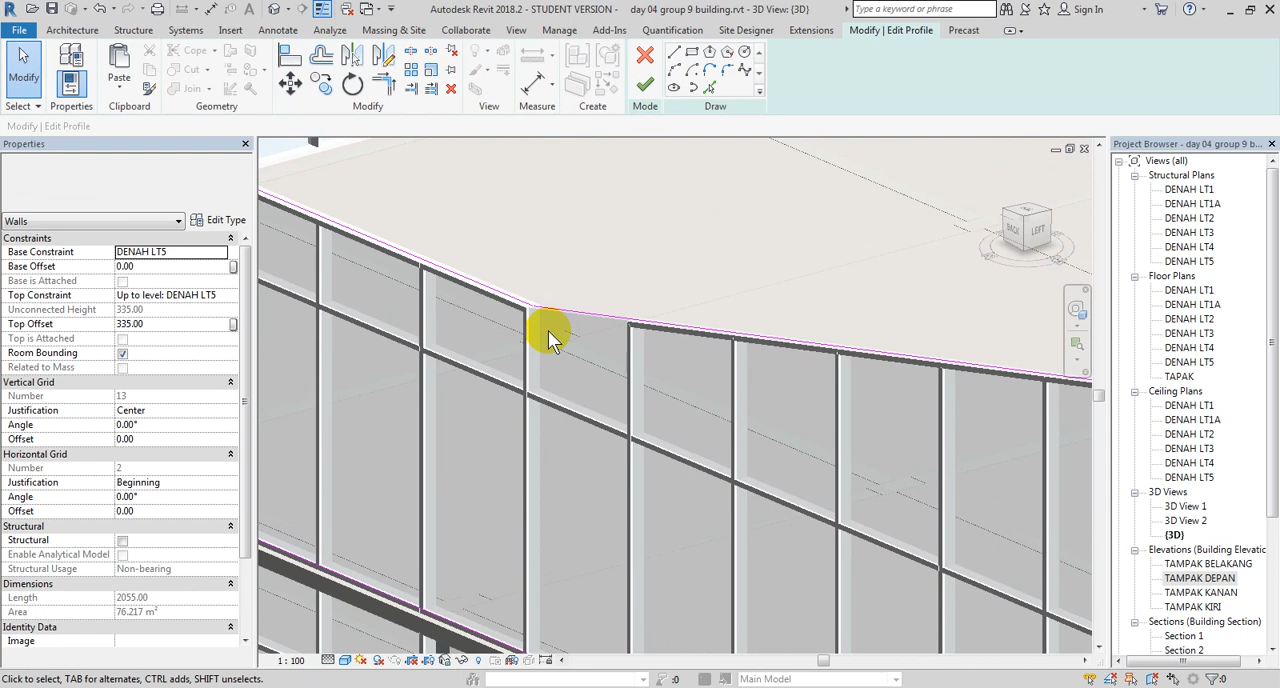 Autodesk Revit 2018.2 - STUDENT VERSION - day 04 group 9 building.rvt - 3D View: {3D}
Type a keyword or phrase
Sign In
File Architecture Structure Systems Insert Annotate Analyze Massing & Site Collaborate View Manage Add-Ins Quantification Site Designer Extensions Modify | Edit Profile Precast
Modify
Paste
Cope
Cut
Join
Select Properties Clipboard Geometry Modify View Measure Create Mode Draw
Modify | Edit Profile
Properties
Walls
Edit Type
Constraints
Base Constraint DENAH LT5
Base Offset 0.00
Base is Attached
Top Constraint Up to level: DENAH LT5
Unconnected Height 335.00
Top Offset 335.00
Top is Attached
Room Bounding
Related to Mass
Vertical Grid
Number 13
Justification Center
Angle 0.00°
Offset 0.00
Horizontal Grid
Number 2
Justification Beginning
Angle 0.00°
Offset 0.00
Structural
Structural
Enable Analytical Model
Structural Usage Non-bearing
Dimensions
Length 2055.00
Area 76.217 m²
Identity Data
Image
BACK
LEFT
Project Browser - day 04 group 9 b...
Views (all)
Structural Plans
DENAH LT1
DENAH LT1A
DENAH LT2
DENAH LT3
DENAH LT4
DENAH LT5
Floor Plans
DENAH LT1
DENAH LT1A
DENAH LT2
DENAH LT3
DENAH LT4
DENAH LT5
TAPAK
Ceiling Plans
DENAH LT1
DENAH LT1A
DENAH LT2
DENAH LT3
DENAH LT4
DENAH LT5
3D Views
3D View 1
3D View 2
{3D}
Elevations (Building Elevatic
TAMPAK BELAKANG
TAMPAK DEPAN
TAMPAK KANAN
TAMPAK KIRI
Sections (Building Section)
Section 1
Section 2
1 : 100
Click to select, TAB for alternates, CTRL adds, SHIFT unselects.
:0
Main Model
:0